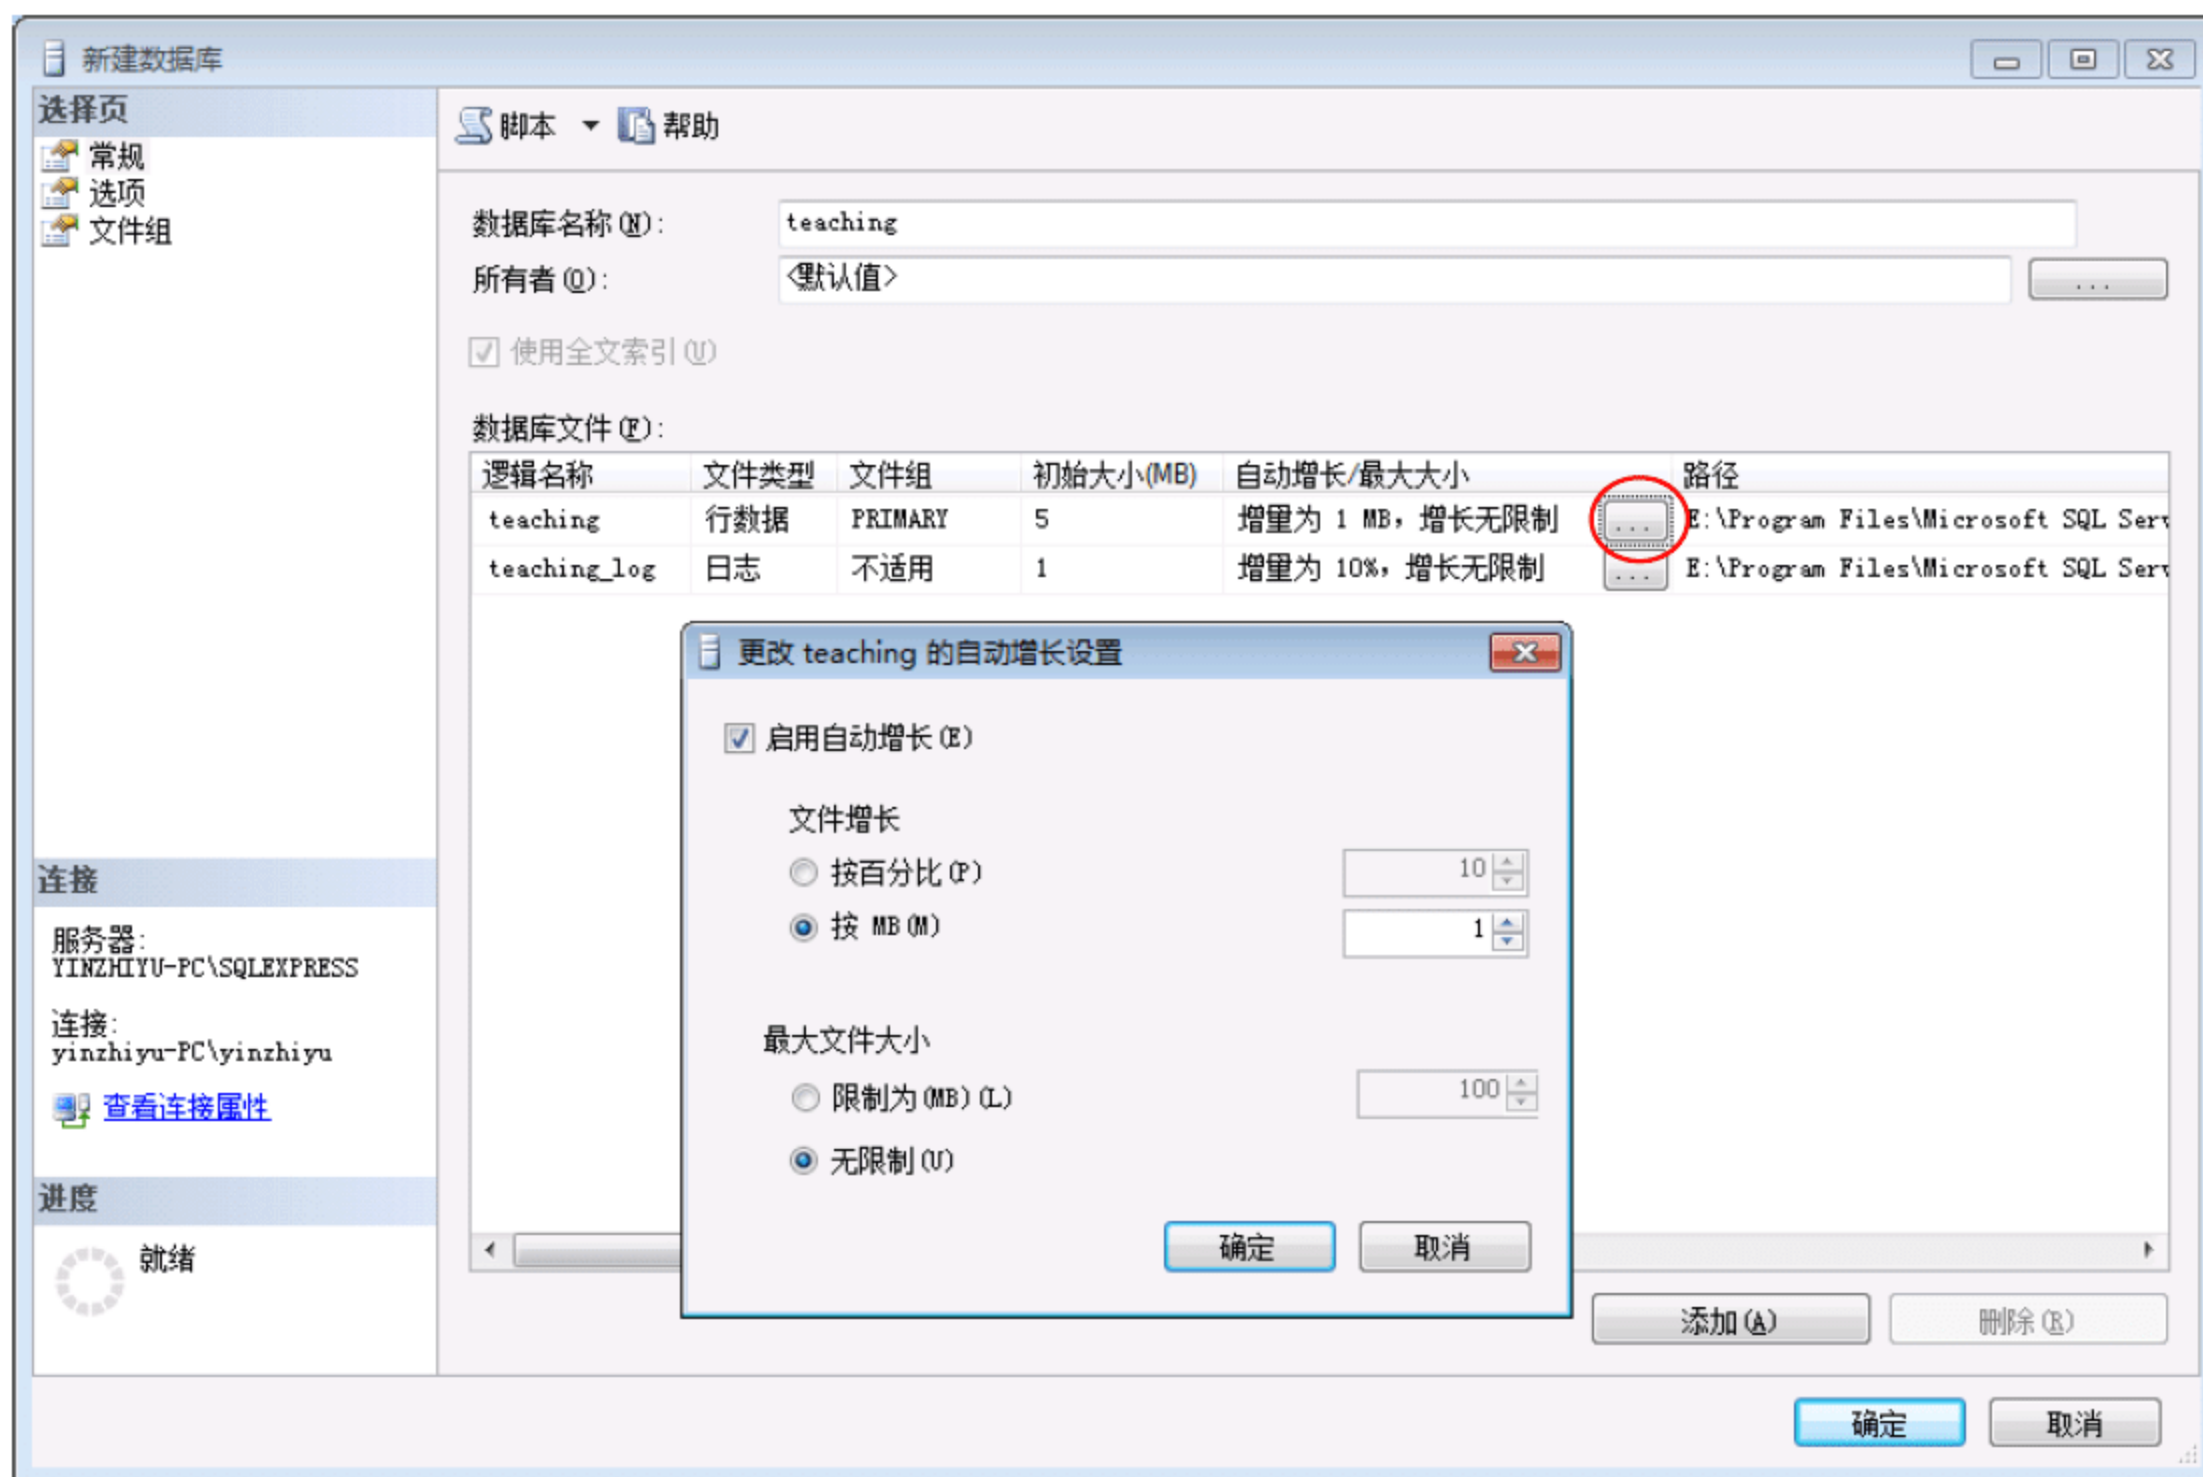 新建数据库
选择页
常规
选项
文件组
脚本 帮助
数据库名称(N): teaching
所有者(O): <默认值> ...
使用全文索引(U)
数据库文件(F):
逻辑名称 文件类型 文件组 初始大小(MB) 自动增长/最大大小 路径
teaching 行数据 PRIMARY 5 增量为 1 MB，增长无限制 ... E:\Program Files\Microsoft SQL Serv
teaching_log 日志 不适用 1 增量为 10%，增长无限制 ... E:\Program Files\Microsoft SQL Serv
更改 teaching 的自动增长设置
启用自动增长(E)
文件增长
按百分比(P) 10
按 MB(M) 1
最大文件大小
限制为(MB)(L) 100
无限制(U)
确定 取消
连接
服务器:
YINZHIYU-PC\SQLEXPRESS
连接:
yinzhiyu-PC\yinzhiyu
查看连接属性
进度
就绪
添加(A) 删除(R)
确定 取消